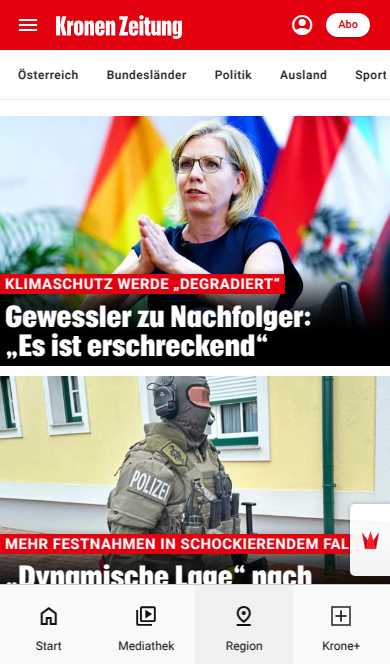 Kronen Zeitung
Abo
Österreich Bundesländer Politik Ausland Sport
KLIMASCHUTZ WERDE „DEGRADIERT“
Gewessler zu Nachfolger:
„Es ist erschreckend“
POLIZEI
MEHR FESTNAHMEN IN SCHOCKIERENDEM FAL
„Dynamische Lage“ nach
Start Mediathek Region Krone+